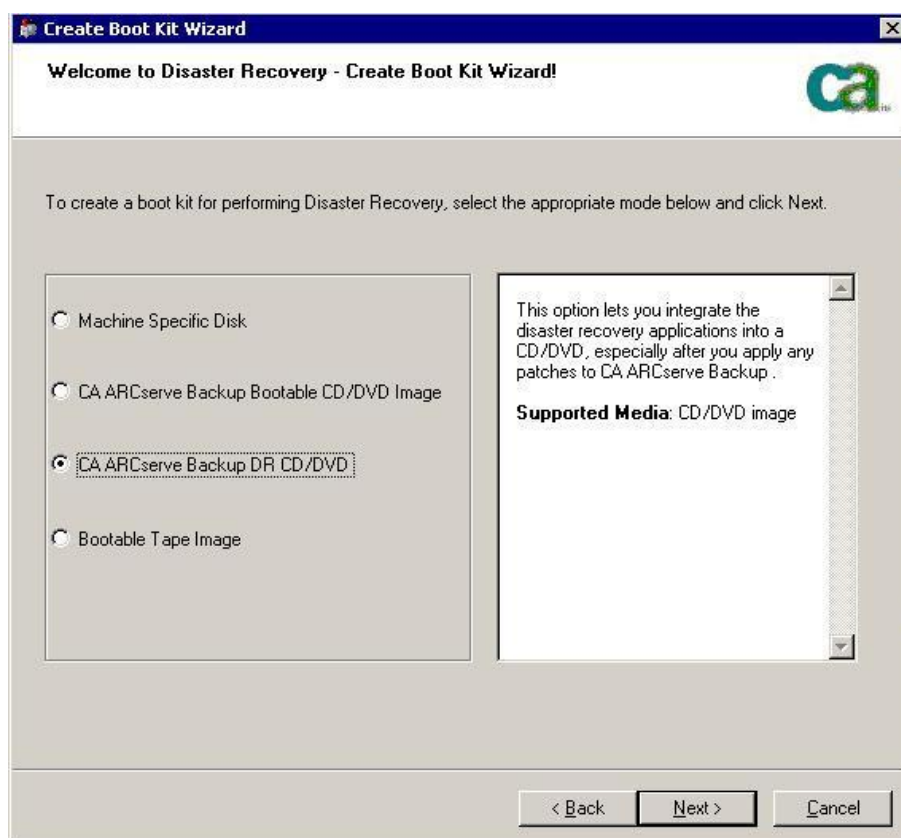 Create Boot Kit Wizard
Welcome to Disaster Recovery - Create Boot Kit Wizard!
ca
To create a boot kit for performing Disaster Recovery, select the appropriate mode below and click Next.
Machine Specific Disk
CA ARCserve Backup Bootable CD/DVD Image
CA ARCserve Backup DR CD/DVD
Bootable Tape Image
This option lets you integrate the
disaster recovery applications into a
CD/DVD, especially after you apply any
patches to CA ARCserve Backup .
Supported Media: CD/DVD image
< Back
Next >
Cancel